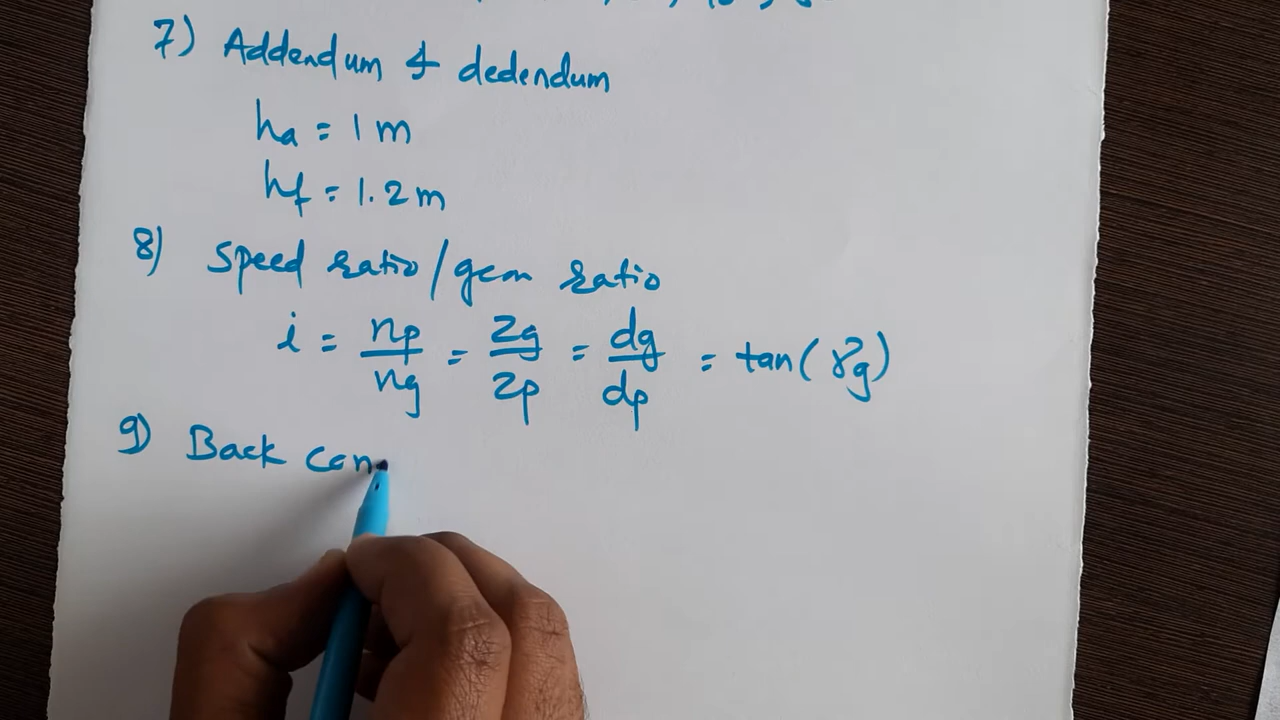 7) Addendum & dedendum
ha = 1 m
hf = 1.2 m
8) Speed ratio/gear ratio
i = np/ng = zg/zp = dg/dp = tan(γg)
9) Back con